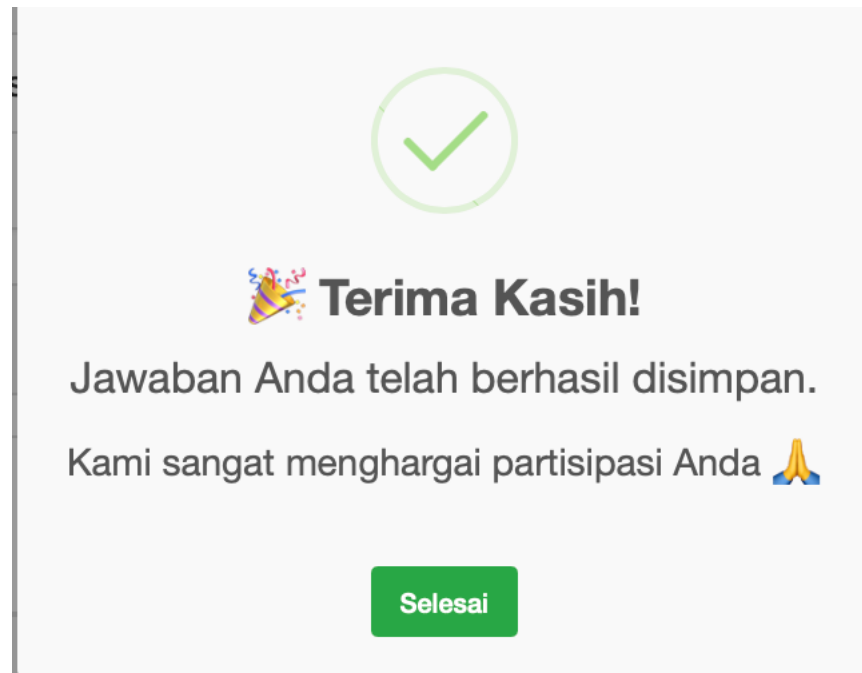 🎉 Terima Kasih!
Jawaban Anda telah berhasil disimpan.
Kami sangat menghargai partisipasi Anda 🙏
Selesai